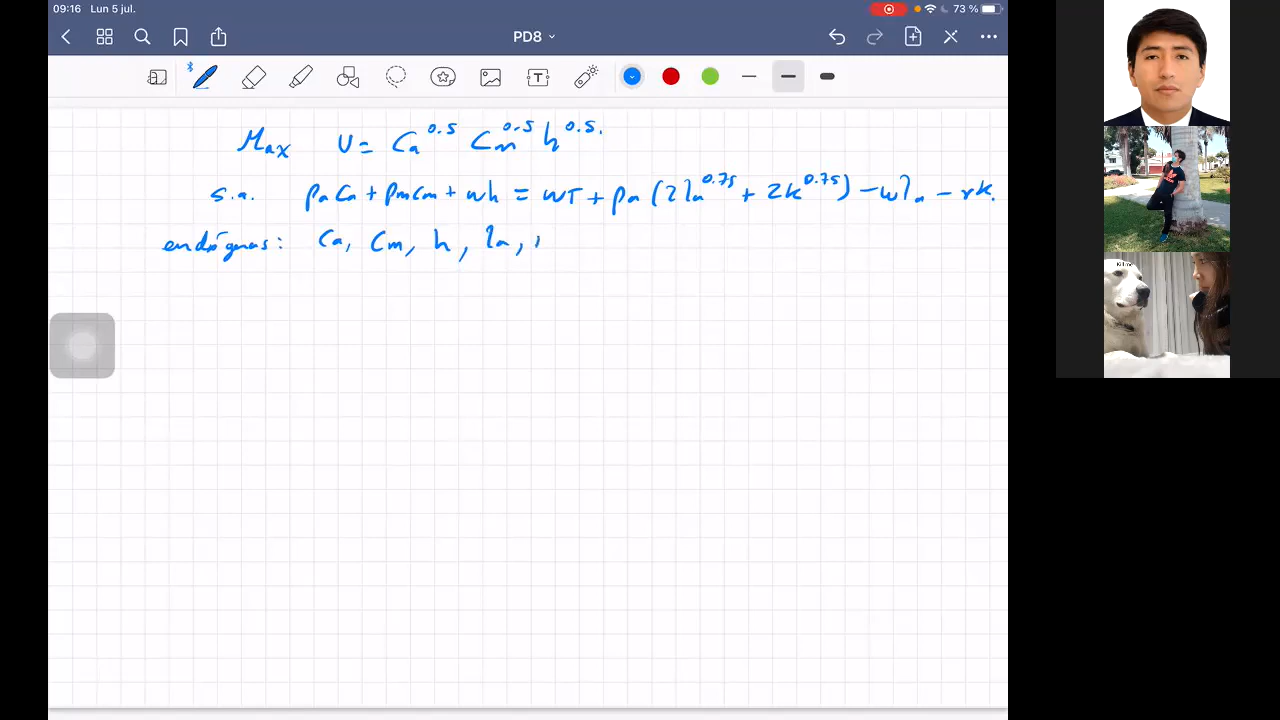 09:16 Lun 5 jul. 73 %
PD8
Max U = Ca^0.5 Cm^0.5 h^0.5.
s.a. PaCa + PmCm + wh = wT + Pa (2la^0.75 + 2k^0.75) - wla - rk.
endógenas: Ca, Cm, h, la,
Killme